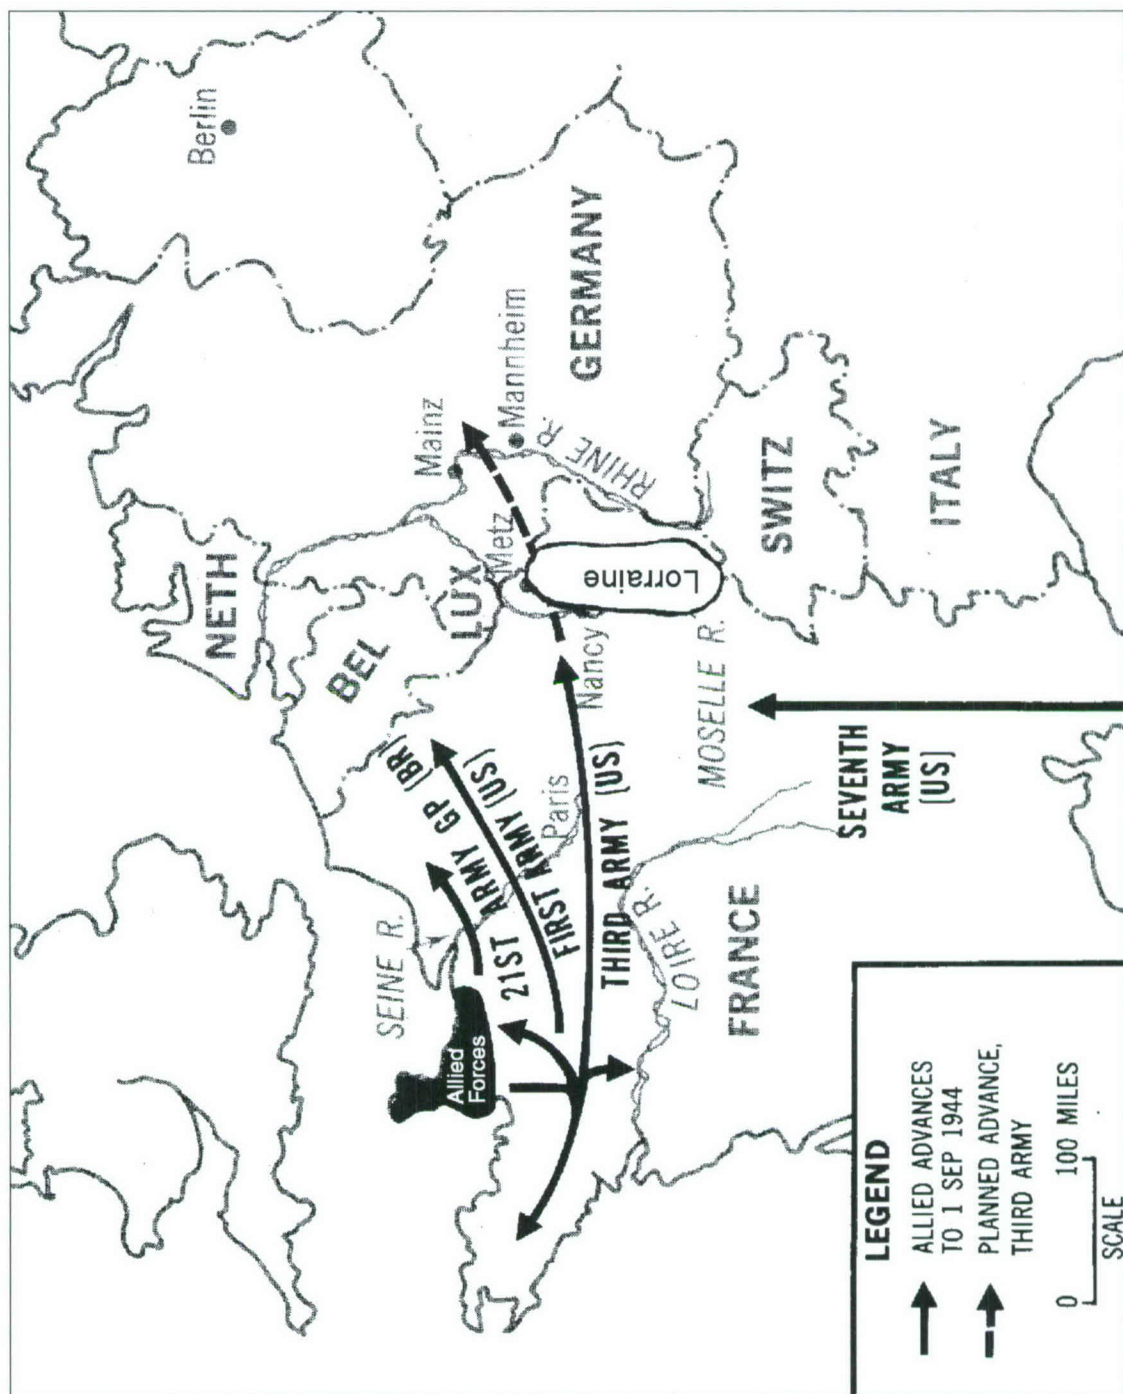 Berlin
NETH
BEL
LUX
GERMANY
Mainz
Mannheim
RHINE R.
Metz
Lorraine
Nancy
MOSELLE R.
SWITZ
ITALY
SEINE R.
Paris
LOIRE R.
FRANCE
Allied
Forces
21ST ARMY GP (BR)
FIRST ARMY (US)
THIRD ARMY (US)
SEVENTH
ARMY
(US)
LEGEND
ALLIED ADVANCES
TO 1 SEP 1944
PLANNED ADVANCE,
THIRD ARMY
0 100 MILES
SCALE